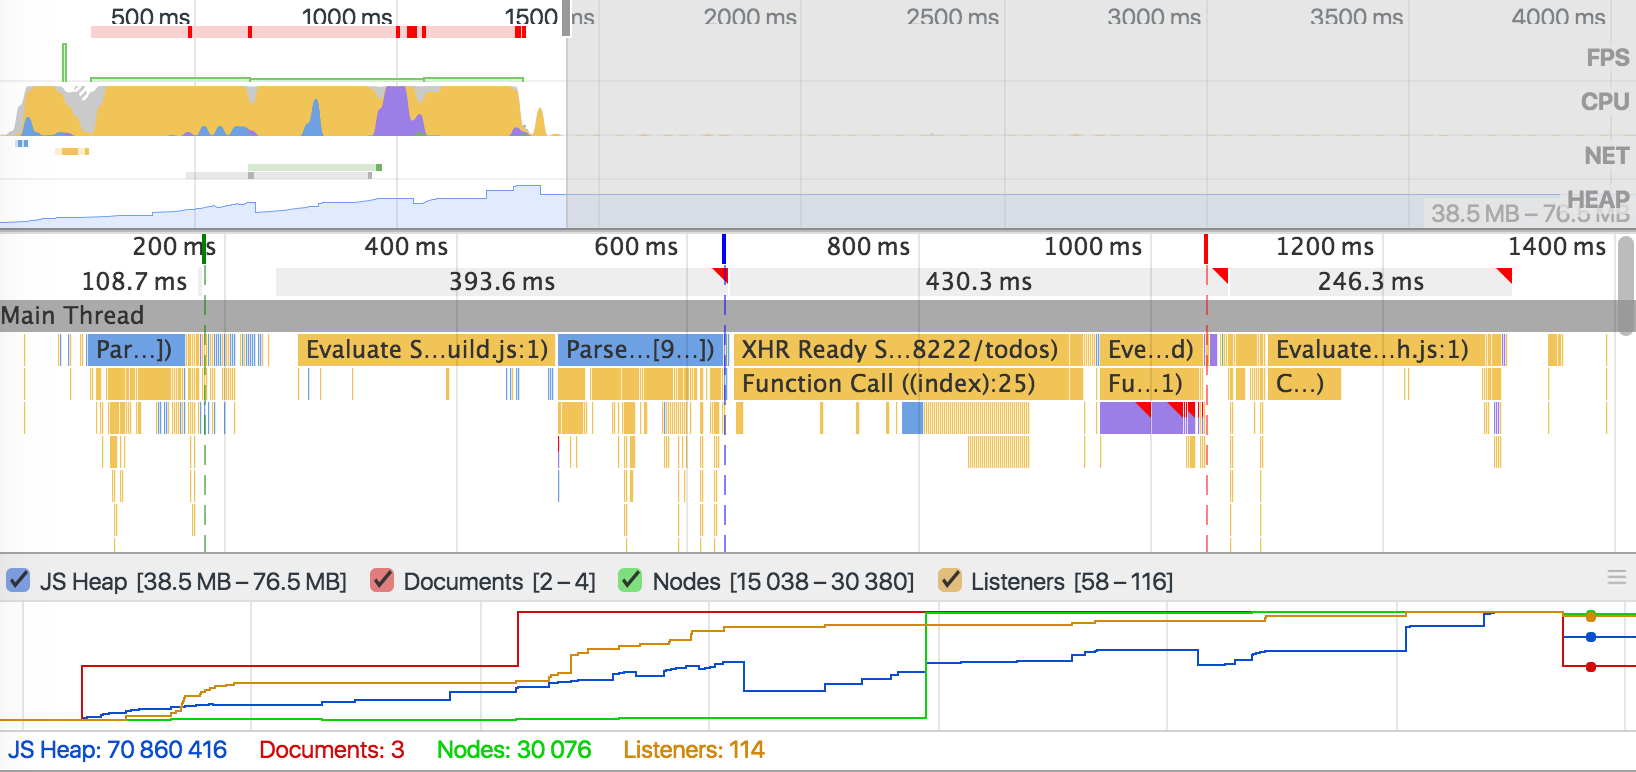 500 ms 1000 ms 1500 ms 2000 ms 2500 ms 3000 ms 3500 ms 4000 ms
FPS
CPU
NET
HEAP
38.5 MB – 76.5 MB
200 ms 400 ms 600 ms 800 ms 1000 ms 1200 ms 1400 ms
108.7 ms 393.6 ms 430.3 ms 246.3 ms
Main Thread
Par...]) Evaluate S...uild.js:1) Parse...[9...]) XHR Ready S...8222/todos) Eve...d) Evaluate...h.js:1)
Function Call ((index):25) Fu...1) C...)
JS Heap [38.5 MB – 76.5 MB] Documents [2 – 4] Nodes [15 038 – 30 380] Listeners [58 – 116]
JS Heap: 70 860 416 Documents: 3 Nodes: 30 076 Listeners: 114